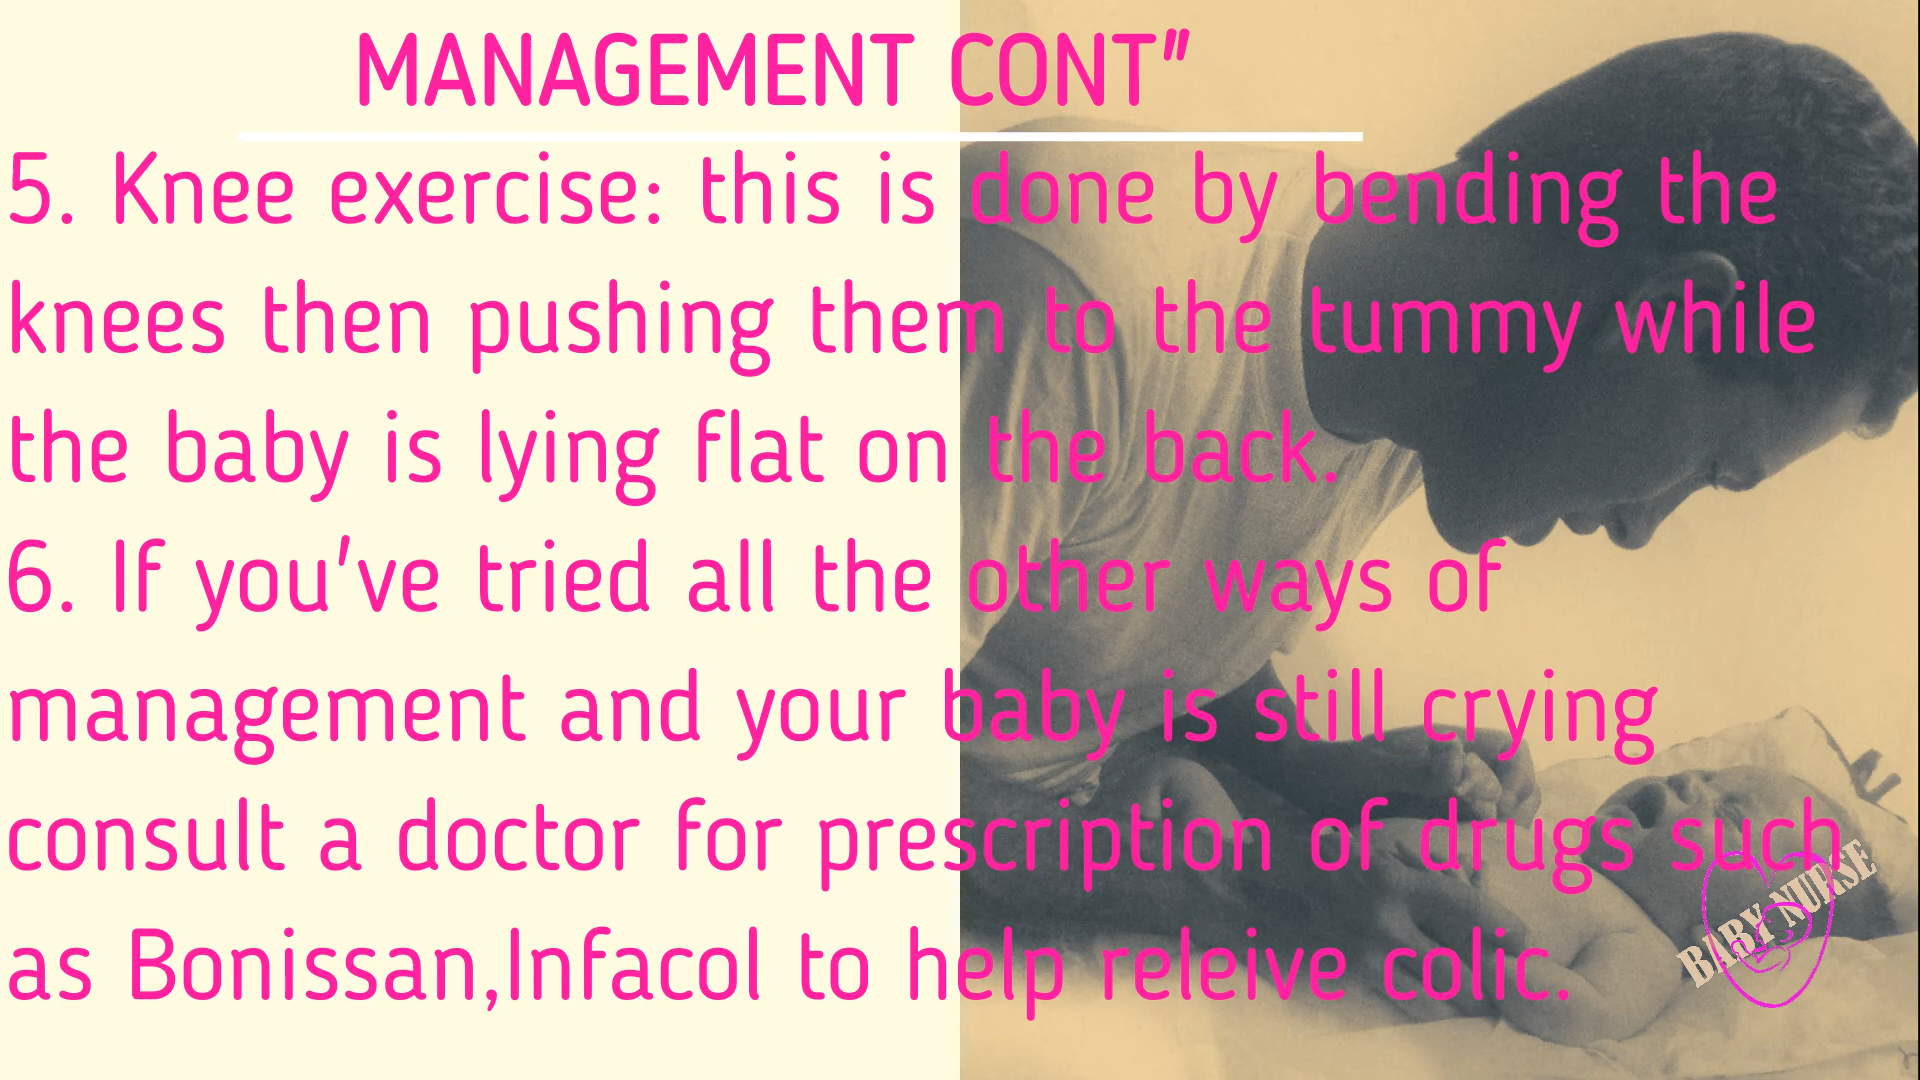 MANAGEMENT CONT"
5. Knee exercise: this is done by bending the
knees then pushing them to the tummy while
the baby is lying flat on the back.
6. If you've tried all the other ways of
management and your baby is still crying
consult a doctor for prescription of drugs such
as Bonissan,Infacol to help releive colic.
BABY NURSE